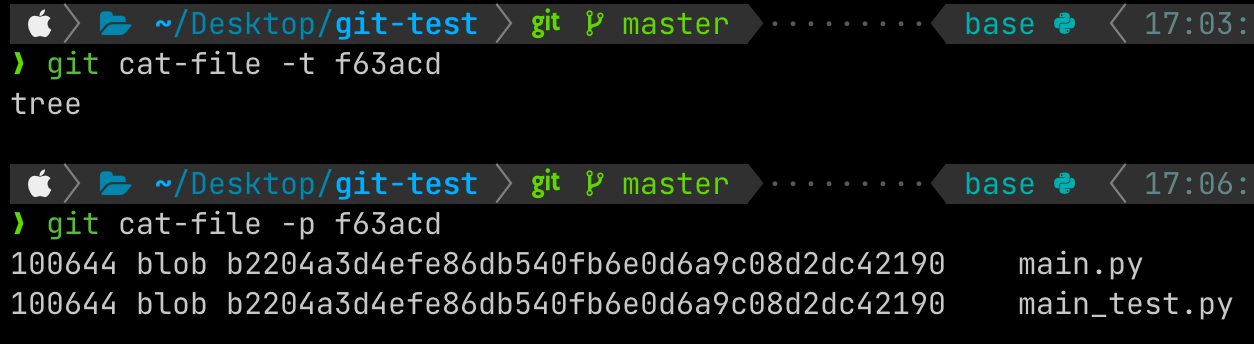 ~/Desktop/git-test git master ········· base 17:03:
❯ git cat-file -t f63acd
tree
~/Desktop/git-test git master ········· base 17:06:
❯ git cat-file -p f63acd
100644 blob b2204a3d4efe86db540fb6e0d6a9c08d2dc42190 main.py
100644 blob b2204a3d4efe86db540fb6e0d6a9c08d2dc42190 main_test.py